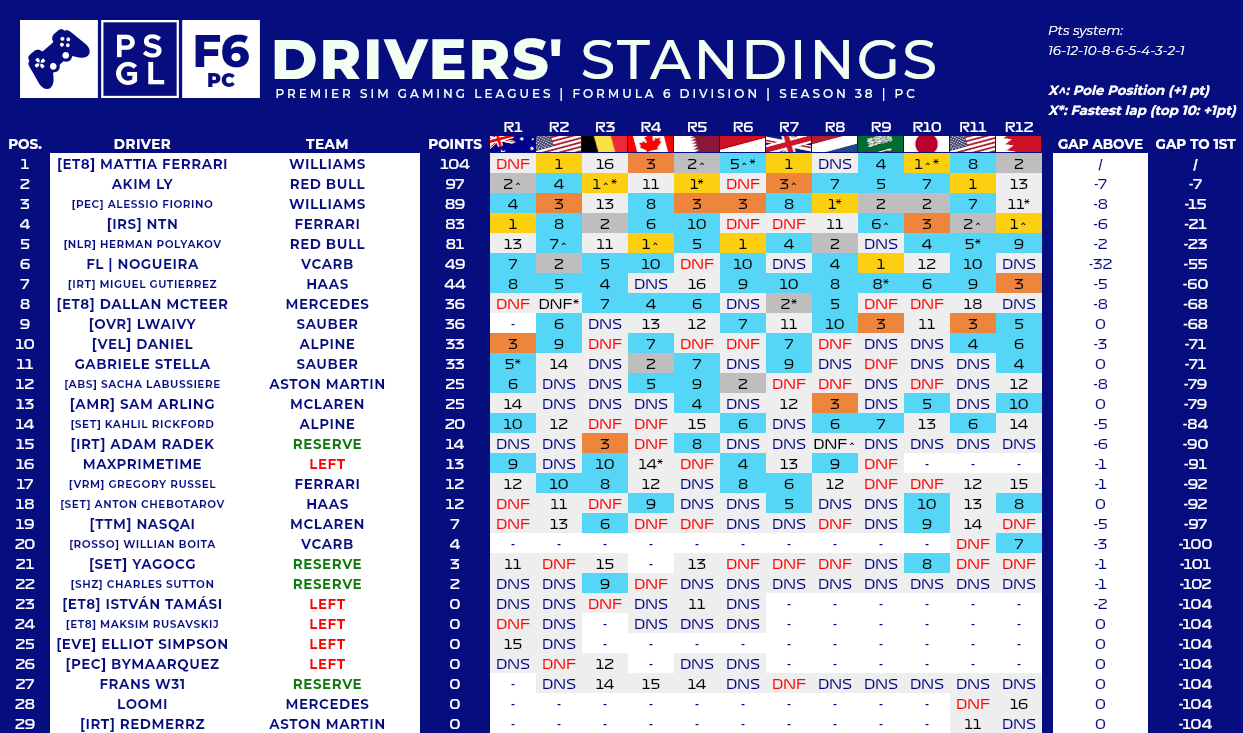 Pts system:
16-12-10-8-6-5-4-3-2-1
PS
GL
F6
PC
DRIVERS' STANDINGS
PREMIER SIM GAMING LEAGUES | FORMULA 6 DIVISION | SEASON 38 | PC
X^: Pole Position (+1 pt)
X*: Fastest lap (top 10: +1pt)
R1 R2 R3 R4 R5 R6 R7 R8 R9 R10 R11 R12
POS. DRIVER TEAM POINTS GAP ABOVE GAP TO 1ST
1 [ET8] MATTIA FERRARI WILLIAMS 104 DNF 1 16 3 2^ 5^* 1 DNS 4 1^* 8 2 / /
2 AKIM LY RED BULL 97 2^ 4 1^* 11 1* DNF 3^ 7 5 7 1 13 -7 -7
3 [PEC] ALESSIO FIORINO WILLIAMS 89 4 3 13 8 3 3 8 1* 2 2 7 11* -8 -15
4 [IRS] NTN FERRARI 83 1 8 2 6 10 DNF DNF 11 6^ 3 2^ 1^ -6 -21
5 [NLR] HERMAN POLYAKOV RED BULL 81 13 7^ 11 1^ 5 1 4 2 DNS 4 5* 9 -2 -23
6 FL | NOGUEIRA VCARB 49 7 2 5 10 DNF 10 DNS 4 1 12 10 DNS -32 -55
7 [IRT] MIGUEL GUTIERREZ HAAS 44 8 5 4 DNS 16 9 10 8 8* 6 9 3 -5 -60
8 [ET8] DALLAN MCTEER MERCEDES 36 DNF DNF* 7 4 6 DNS 2* 5 DNF DNF 18 DNS -8 -68
9 [OVR] LWAIVY SAUBER 36 - 6 DNS 13 12 7 11 10 3 11 3 5 0 -68
10 [VEL] DANIEL ALPINE 33 3 9 DNF 7 DNF DNF 7 DNF DNS DNS 4 6 -3 -71
11 GABRIELE STELLA SAUBER 33 5* 14 DNS 2 7 DNS 9 DNS DNF DNS DNS 4 0 -71
12 [ABS] SACHA LABUSSIERE ASTON MARTIN 25 6 DNS DNS 5 9 2 DNF DNF DNS DNF DNS 12 -8 -79
13 [AMR] SAM ARLING MCLAREN 25 14 DNS DNS DNS 4 DNS 12 3 DNS 5 DNS 10 0 -79
14 [SET] KAHLIL RICKFORD ALPINE 20 10 12 DNF DNF 15 6 DNS 6 7 13 6 14 -5 -84
15 [IRT] ADAM RADEK RESERVE 14 DNS DNS 3 DNF 8 DNS DNS DNF^ DNS DNS DNS DNS -6 -90
16 MAXPRIMETIME LEFT 13 9 DNS 10 14* DNF 4 13 9 DNF - - - -1 -91
17 [VRM] GREGORY RUSSEL FERRARI 12 12 10 8 12 DNS 8 6 12 DNF DNF 12 15 -1 -92
18 [SET] ANTON CHEBOTAROV HAAS 12 DNF 11 DNF 9 DNS DNS 5 DNS DNS 10 13 8 0 -92
19 [TTM] NASQAI MCLAREN 7 DNF 13 6 DNF DNF DNS DNS DNF DNS 9 14 DNF -5 -97
20 [ROSSO] WILLIAN BOITA VCARB 4 - - - - - - - - - - DNF 7 -3 -100
21 [SET] YAGOCG RESERVE 3 11 DNF 15 - 13 DNF DNF DNF DNS 8 DNF DNF -1 -101
22 [SHZ] CHARLES SUTTON RESERVE 2 DNS DNS 9 DNF DNS DNS DNS DNS DNS DNS DNS DNS -1 -102
23 [ET8] ISTVÁN TAMÁSI LEFT 0 DNS DNS DNF DNS 11 DNS - - - - - - -2 -104
24 [ET8] MAKSIM RUSAVSKIJ LEFT 0 DNF DNS - DNS DNS DNS - - - - - - 0 -104
25 [EVE] ELLIOT SIMPSON LEFT 0 15 DNS - - - - - - - - - - 0 -104
26 [PEC] BYMAARQUEZ LEFT 0 DNS DNF 12 - DNS DNS - - - - - - 0 -104
27 FRANS W31 RESERVE 0 - DNS 14 15 14 DNS DNF DNS DNS DNS DNS DNS 0 -104
28 LOOMI MERCEDES 0 - - - - - - - - - - DNF 16 0 -104
29 [IRT] REDMERRZ ASTON MARTIN 0 - - - - - - - - - - 11 DNS 0 -104